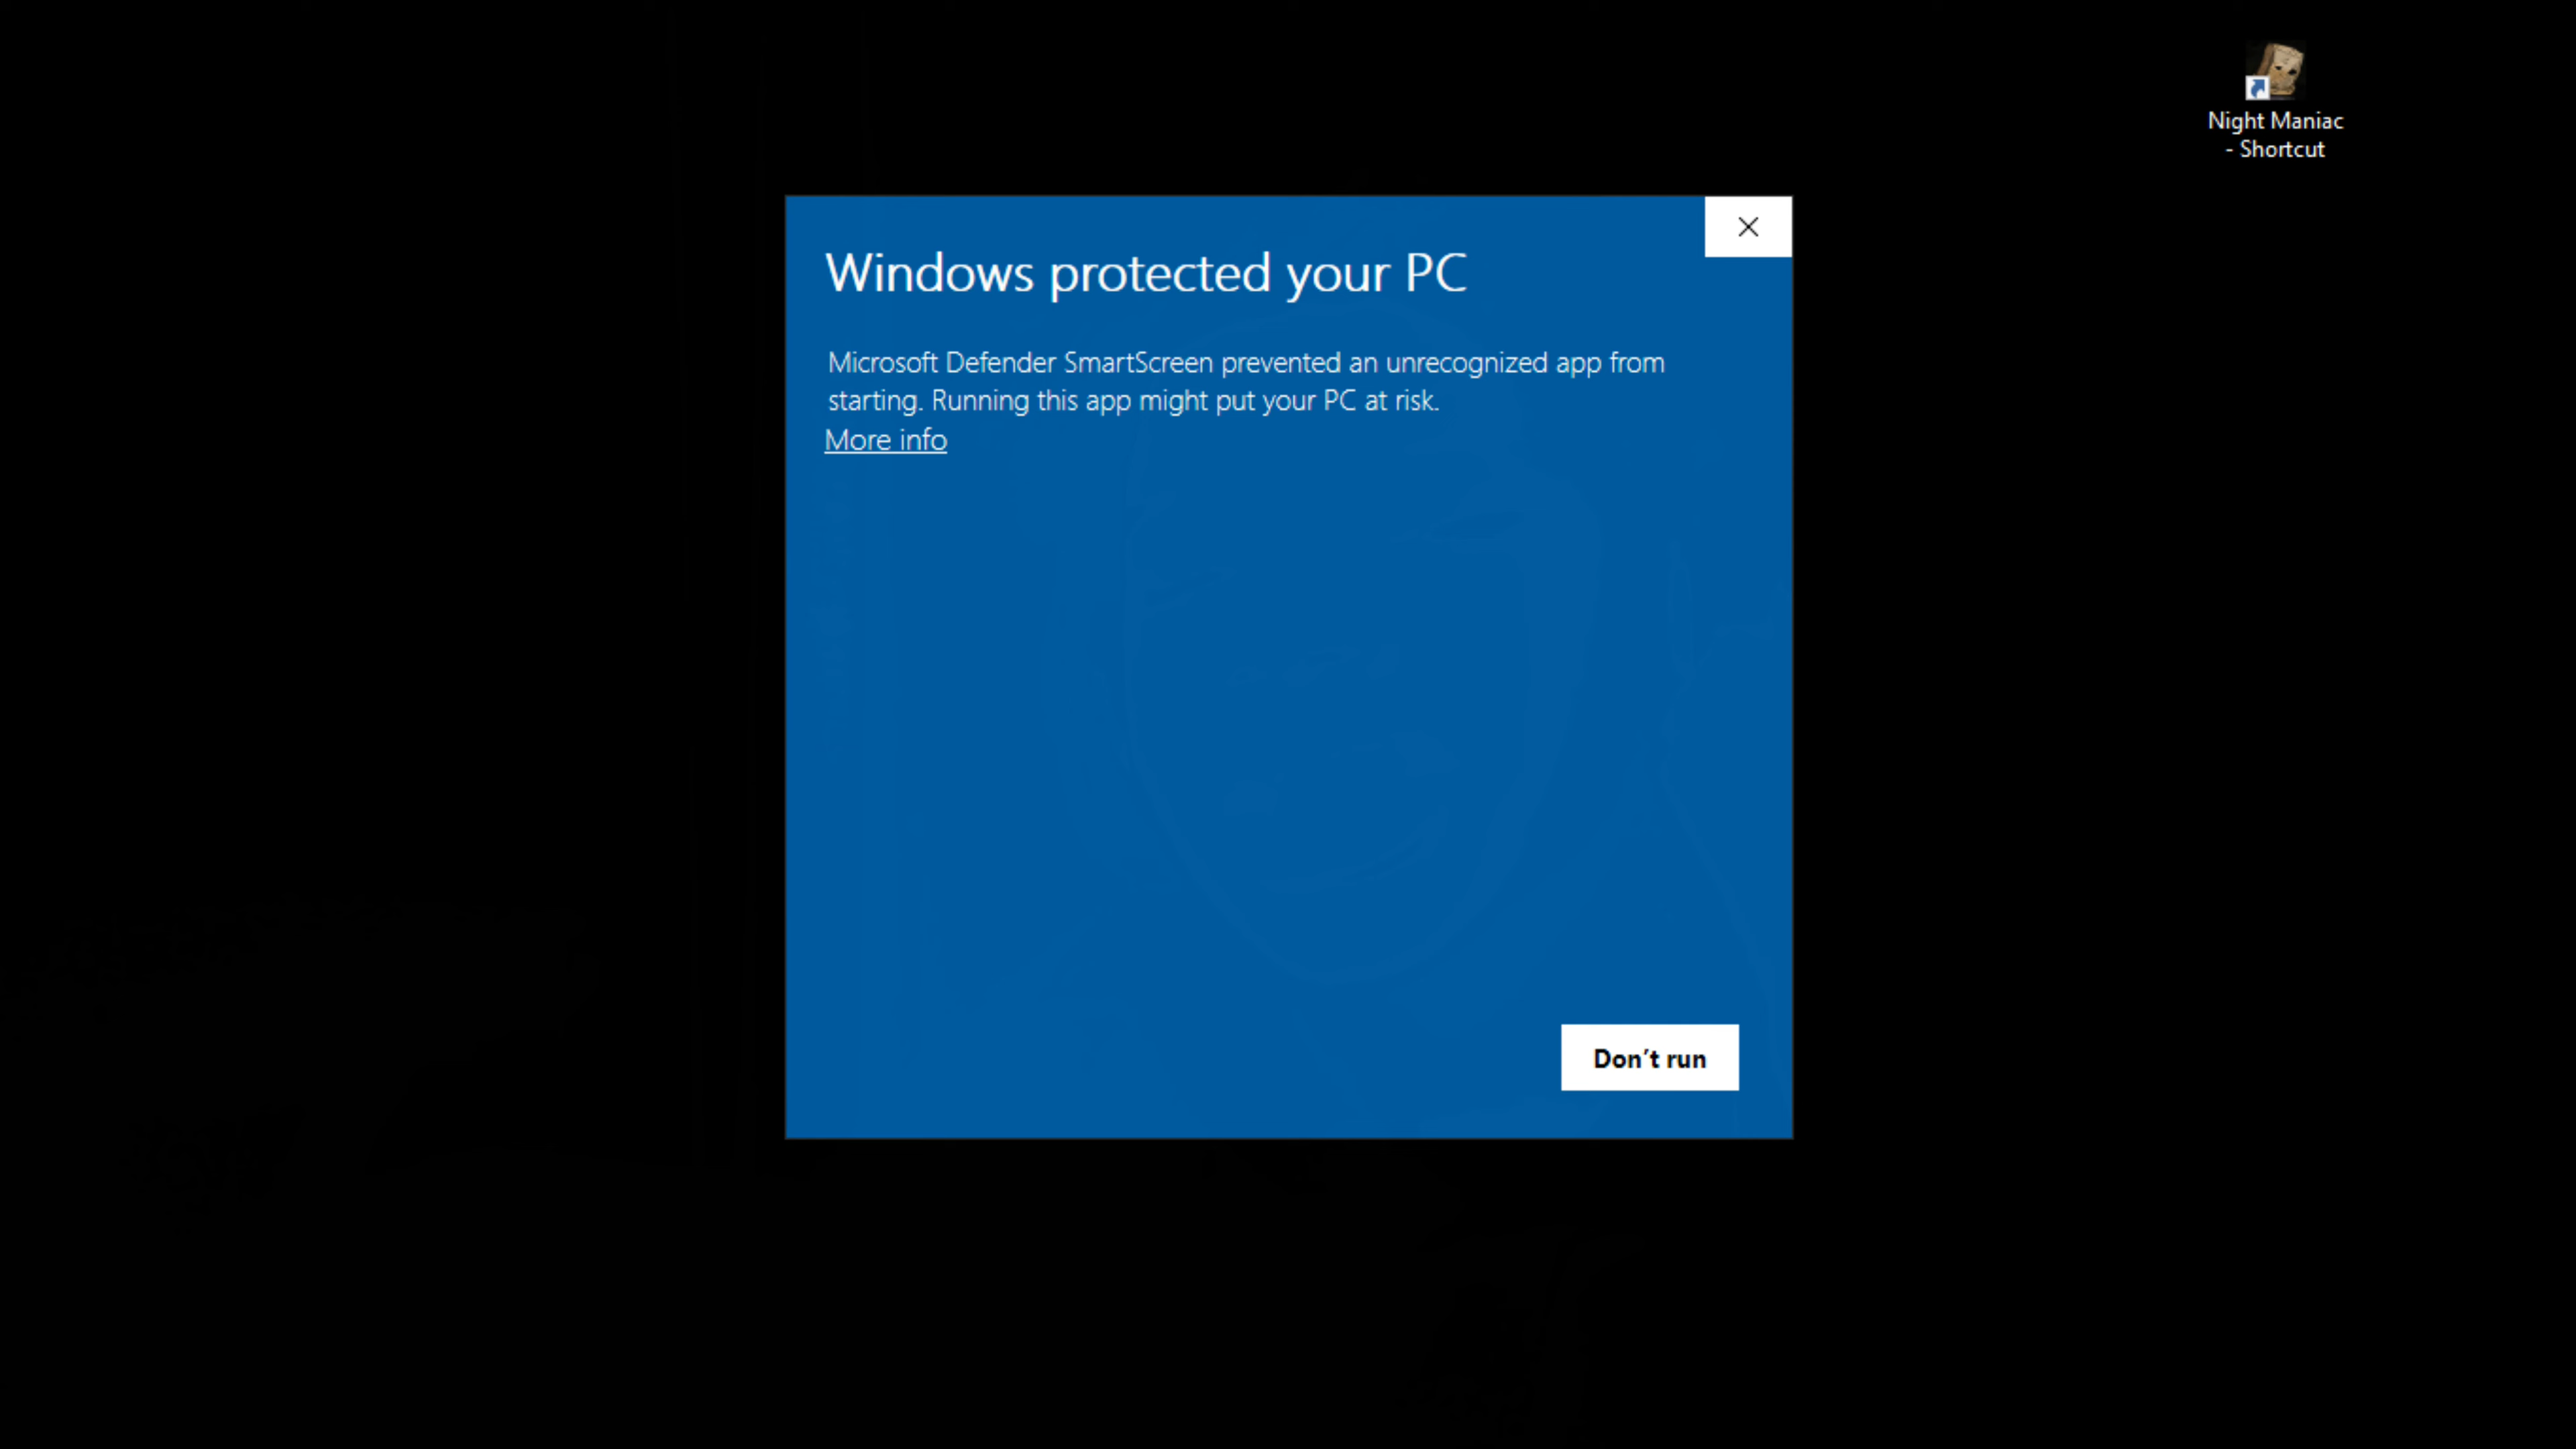 Night Maniac
- Shortcut
Windows protected your PC
Microsoft Defender SmartScreen prevented an unrecognized app from
starting. Running this app might put your PC at risk.
More info
Don’t run